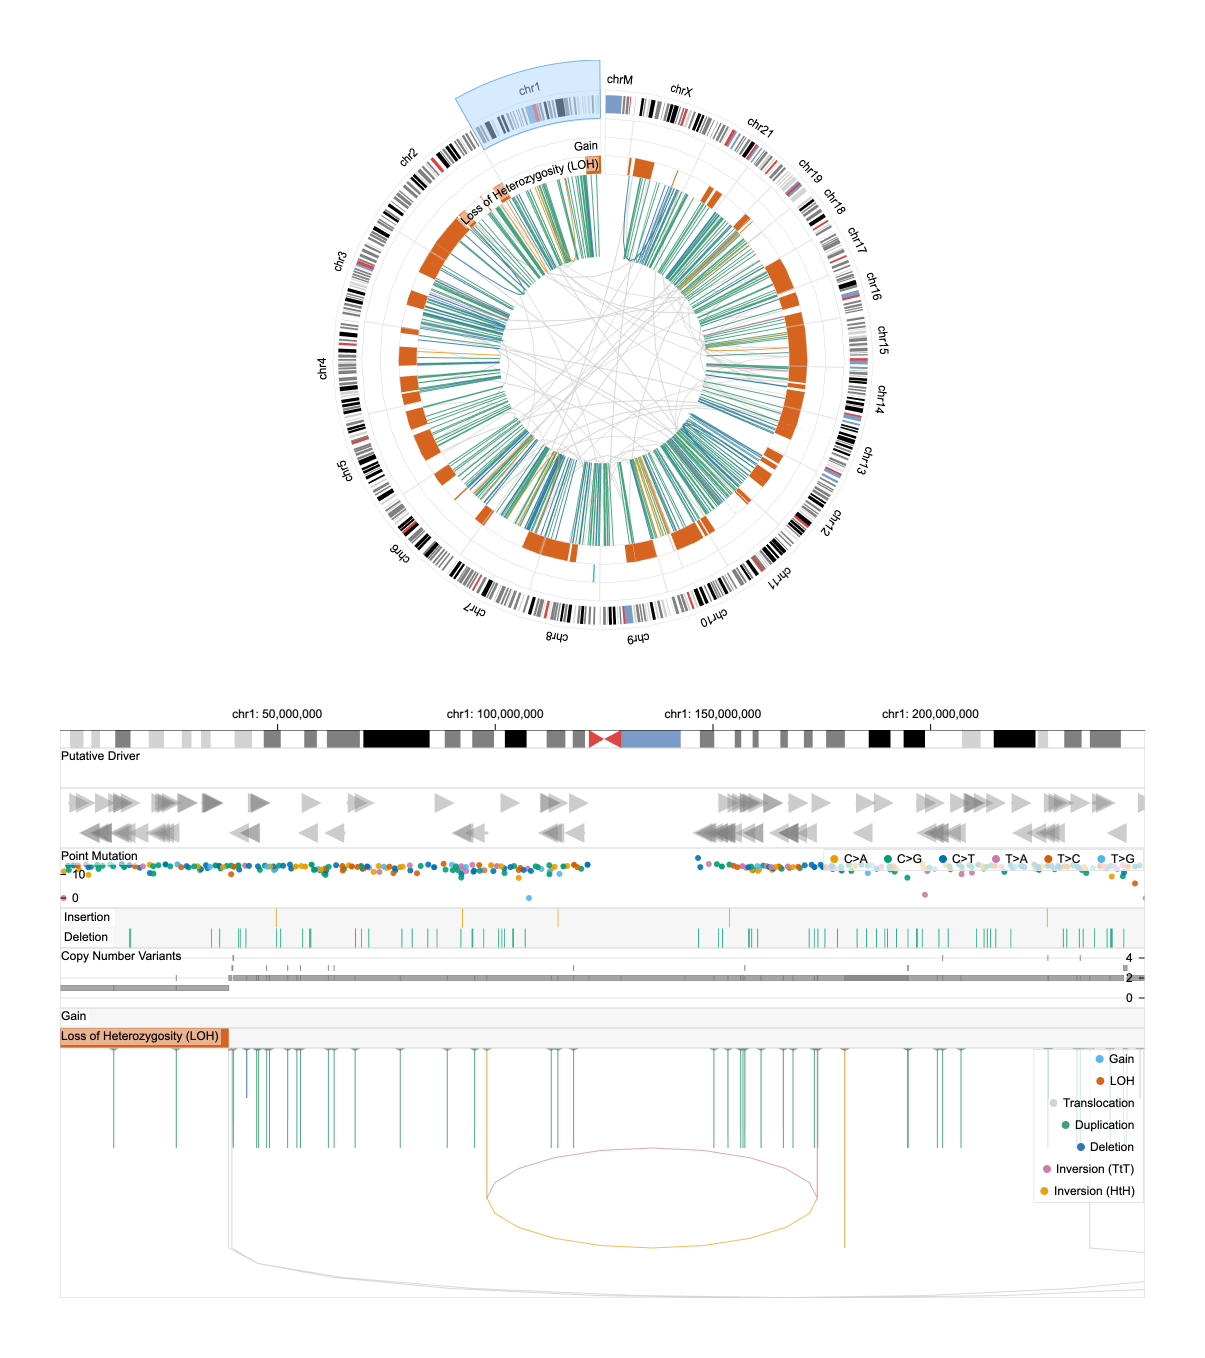 chr1
chrM
chrX
chr21
chr19
chr18
chr17
chr16
chr15
chr14
chr13
chr12
chr11
chr10
chr9
chr8
chr7
chr6
chr5
chr4
chr3
chr2
Gain
Loss of Heterozygosity (LOH)
chr1: 50,000,000
chr1: 100,000,000
chr1: 150,000,000
chr1: 200,000,000
Putative Driver
Point Mutation
C>A
C>G
C>T
T>A
T>C
T>G
10
0
Insertion
Deletion
Copy Number Variants
4
2
0
Gain
Loss of Heterozygosity (LOH)
Gain
LOH
Translocation
Duplication
Deletion
Inversion (TtT)
Inversion (HtH)